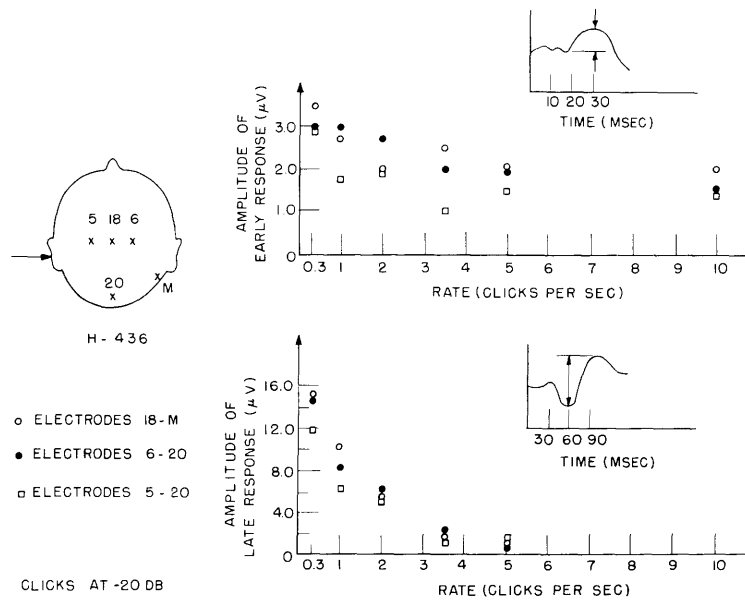 10 20 30
TIME (MSEC)
AMPLITUDE OF
EARLY RESPONSE (μV)
3.0
2.0
1.0
0
0.3 1 2 3 4 5 6 7 8 9 10
RATE (CLICKS PER SEC)
5 18 6
x x x
20
x
x
M
H-436
ELECTRODES 18-M
ELECTRODES 6-20
ELECTRODES 5-20
CLICKS AT -20 DB
30 60 90
TIME (MSEC)
AMPLITUDE OF
LATE RESPONSE (μV)
16.0
12.0
8.0
4.0
0
0.3 1 2 3 4 5 6 7 8 9 10
RATE (CLICKS PER SEC)